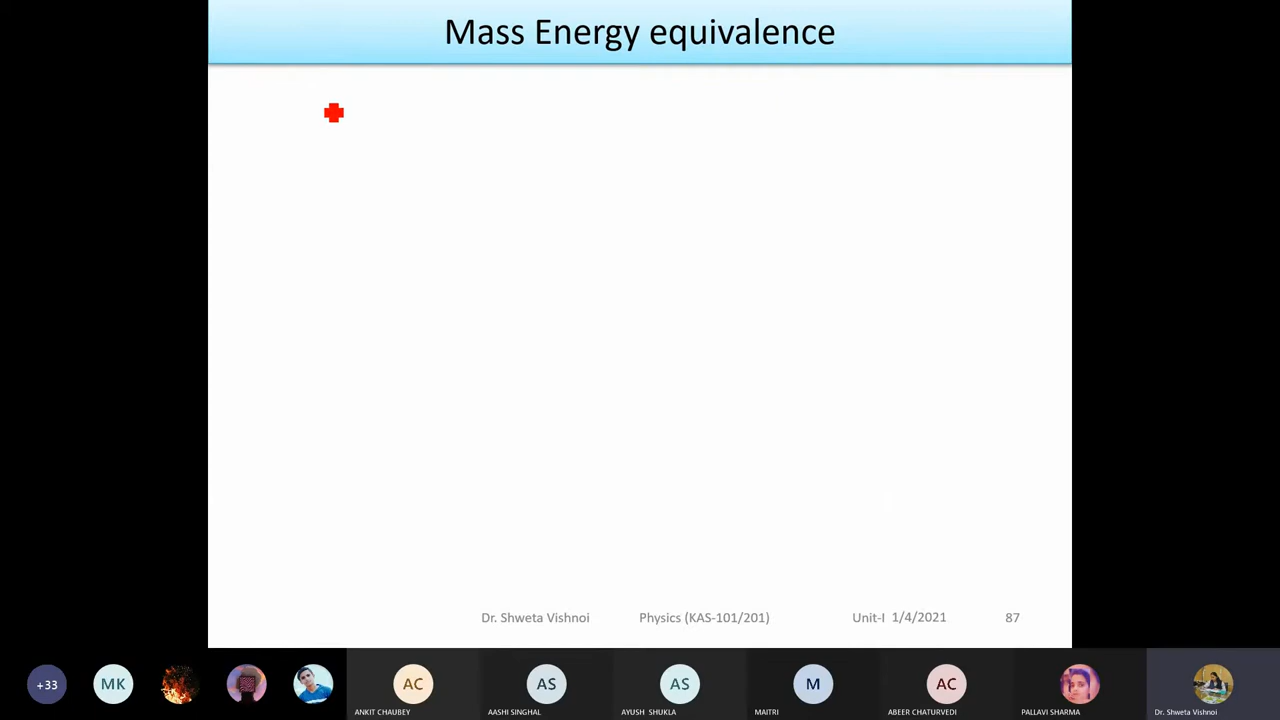 Mass Energy equivalence
Dr. Shweta Vishnoi Physics (KAS-101/201) Unit-I 1/4/2021 87
+33 MK AC AS AS M AC
ANKIT CHAUBEY AASHI SINGHAL AYUSH SHUKLA MAITRI ABEER CHATURVEDI PALLAVI SHARMA Dr. Shweta Vishnoi